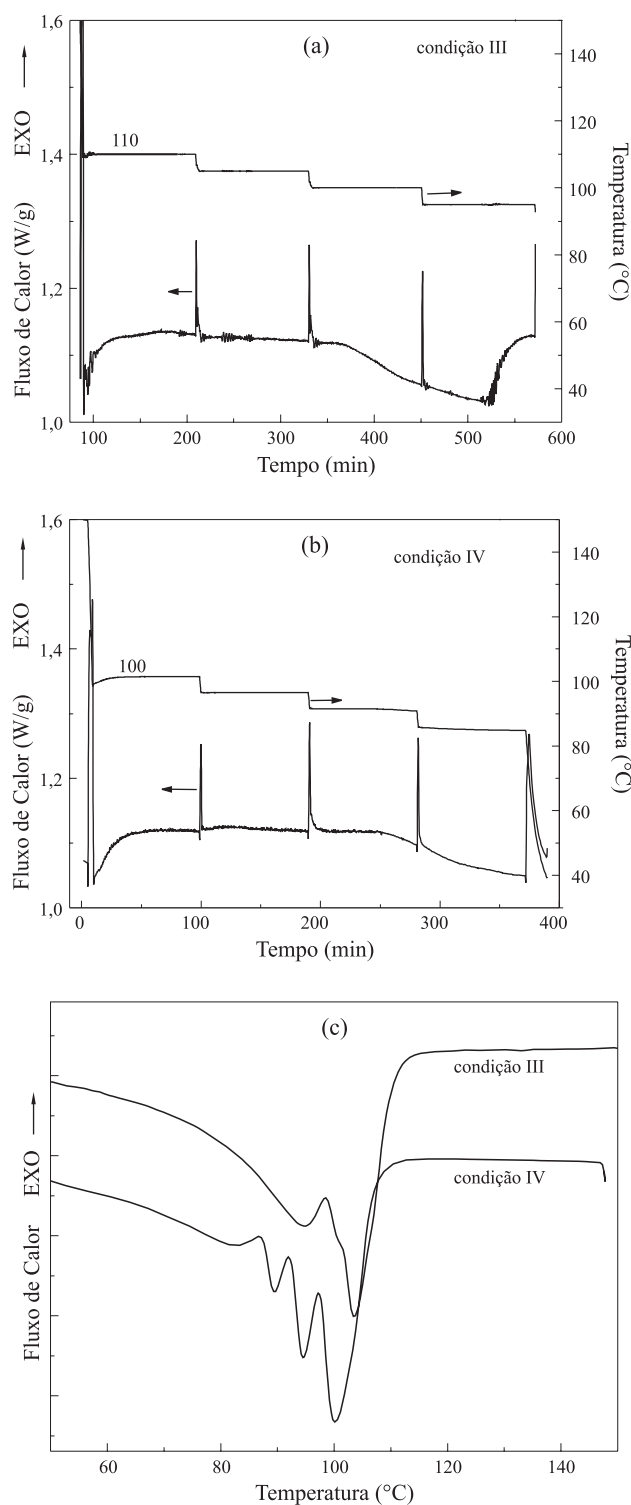 (a)
condição III
EXO
Fluxo de Calor (W/g)
1,6
1,4
1,2
1,0
110
140
120
100
80
60
40
Temperatura (°C)
100
200
300
400
500
600
Tempo (min)
(b)
condição IV
EXO
Fluxo de Calor (W/g)
1,6
1,4
1,2
1,0
100
140
120
100
80
60
40
Temperatura (°C)
0
100
200
300
400
Tempo (min)
(c)
condição III
condição IV
EXO
Fluxo de Calor
60
80
100
120
140
Temperatura (°C)